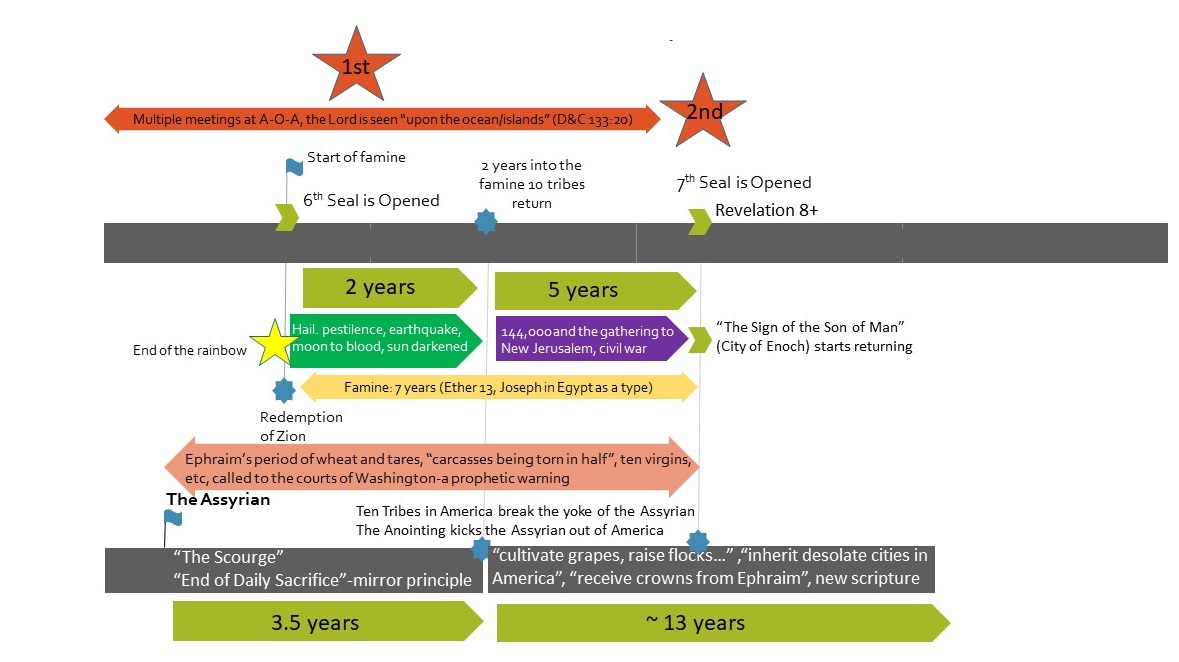 1st
2nd
Multiple meetings at A-O-A, the Lord is seen “upon the ocean/islands” (D&C 133:20)
Start of famine
2 years into the
famine 10 tribes
return
7th Seal is Opened
6th Seal is Opened
Revelation 8+
2 years
5 years
Hail. pestilence, earthquake,
moon to blood, sun darkened
144,000 and the gathering to
New Jerusalem, civil war
“The Sign of the Son of Man”
(City of Enoch) starts returning
End of the rainbow
Famine: 7 years (Ether 13, Joseph in Egypt as a type)
Redemption
of Zion
Ephraim’s period of wheat and tares, “carcasses being torn in half”, ten virgins,
etc, called to the courts of Washington-a prophetic warning
The Assyrian
Ten Tribes in America break the yoke of the Assyrian
The Anointing kicks the Assyrian out of America
“The Scourge”
“End of Daily Sacrifice”-mirror principle
“cultivate grapes, raise flocks…” ,“inherit desolate cities in
America”, “receive crowns from Ephraim”, new scripture
3.5 years
~ 13 years